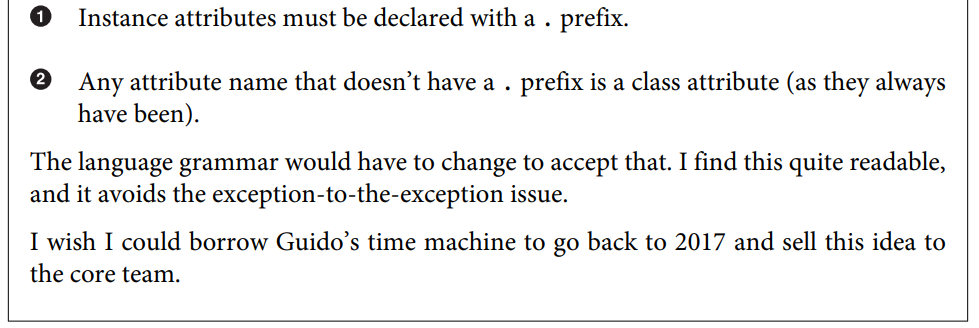 ❶ Instance attributes must be declared with a . prefix.
❷ Any attribute name that doesn’t have a . prefix is a class attribute (as they always
have been).
The language grammar would have to change to accept that. I find this quite readable,
and it avoids the exception-to-the-exception issue.
I wish I could borrow Guido’s time machine to go back to 2017 and sell this idea to
the core team.